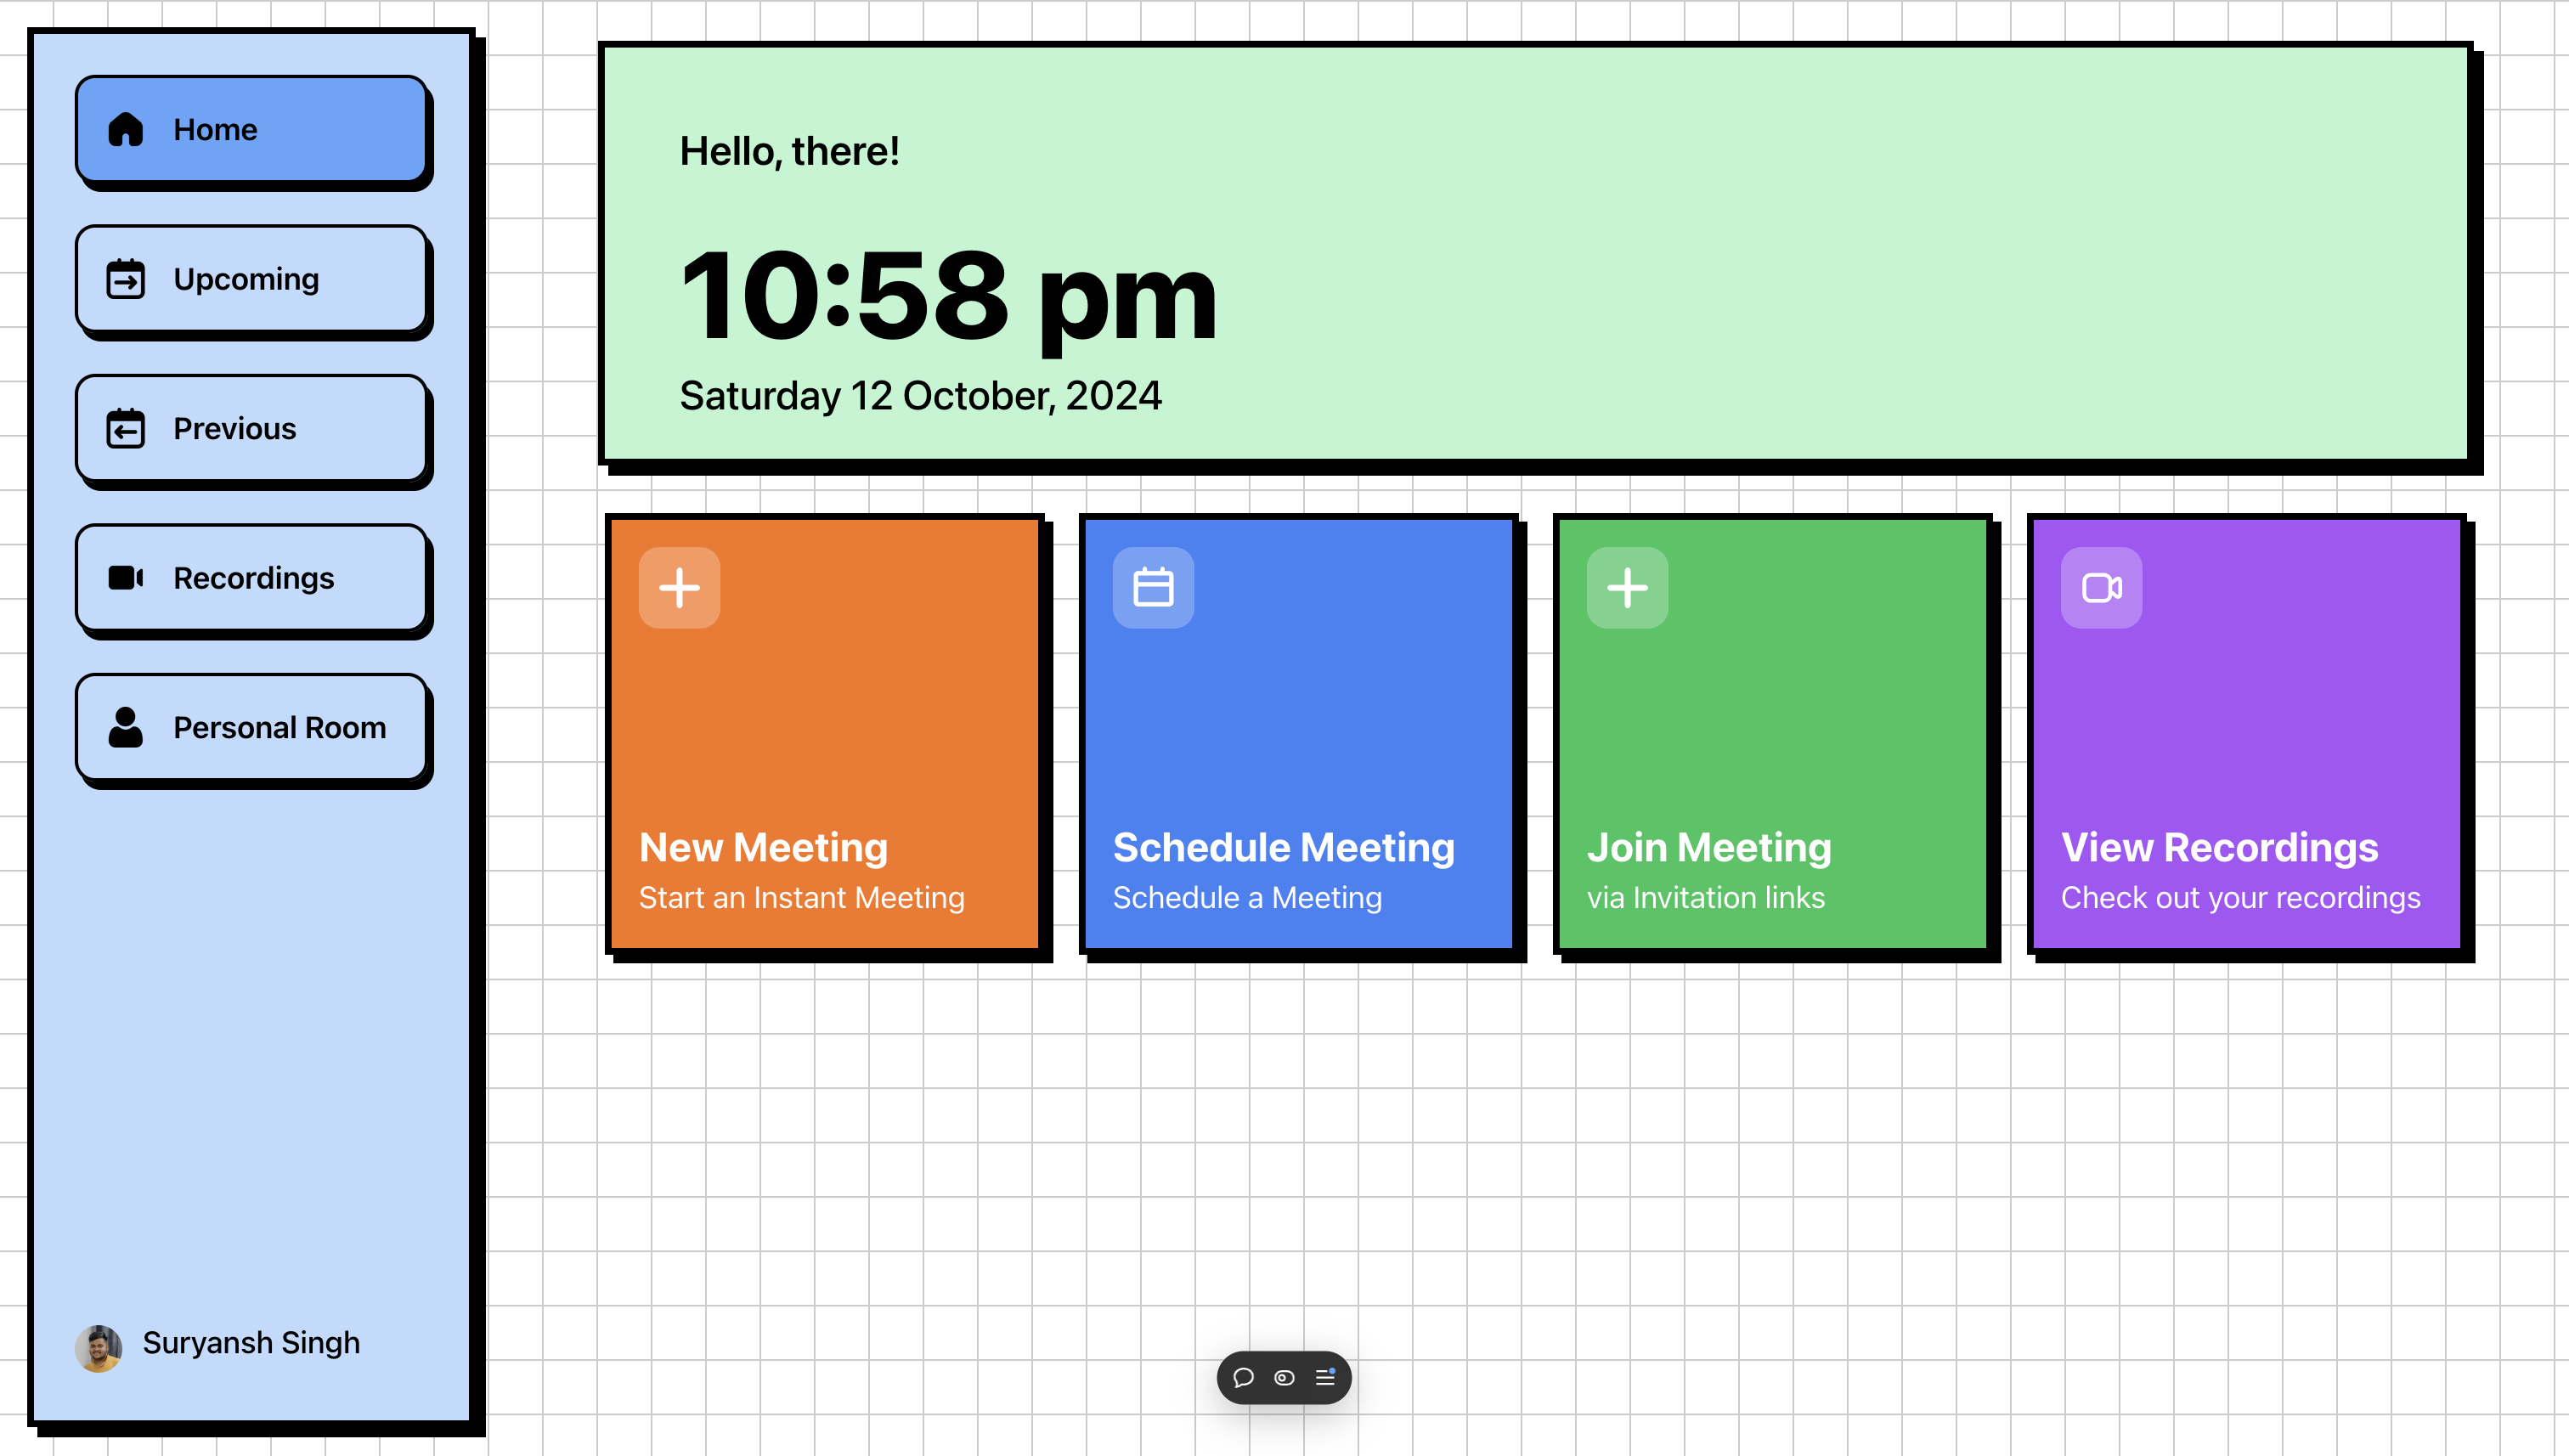 Home
Upcoming
Previous
Recordings
Personal Room
Suryansh Singh
Hello, there!
10:58 pm
Saturday 12 October, 2024
New Meeting
Start an Instant Meeting
Schedule Meeting
Schedule a Meeting
Join Meeting
via Invitation links
View Recordings
Check out your recordings